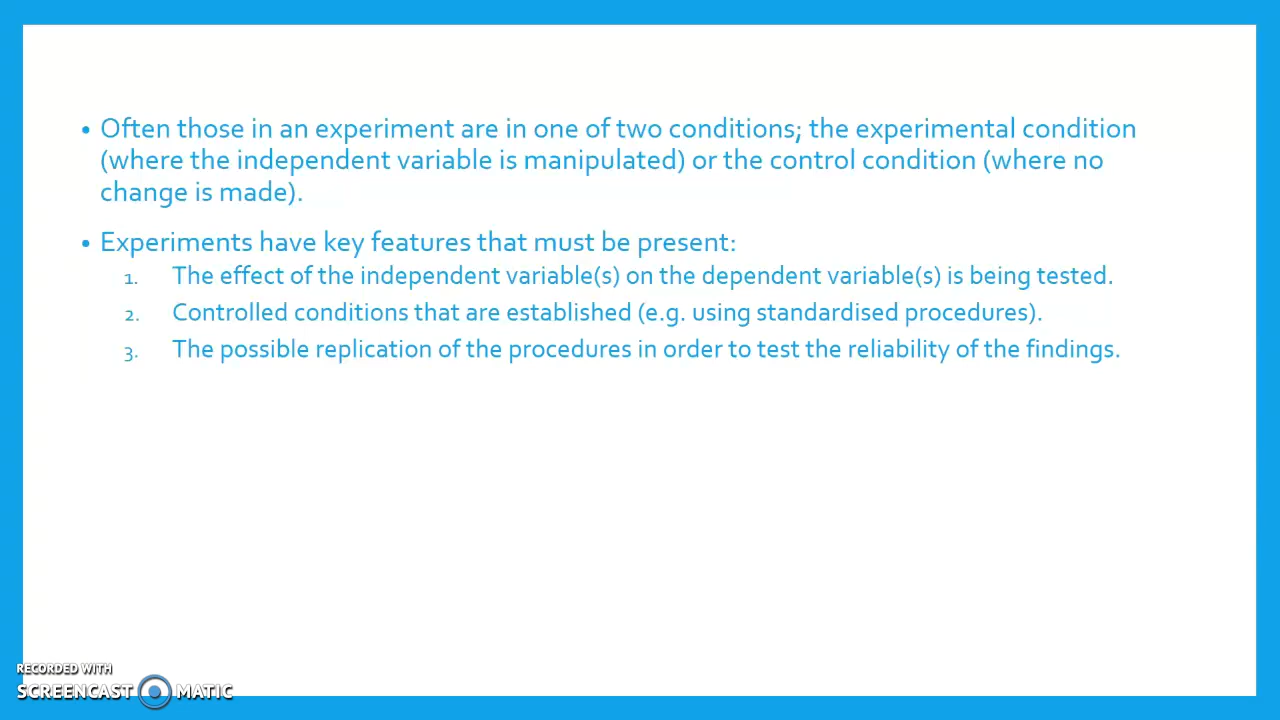 • Often those in an experiment are in one of two conditions; the experimental condition
(where the independent variable is manipulated) or the control condition (where no
change is made).
• Experiments have key features that must be present:
1. The effect of the independent variable(s) on the dependent variable(s) is being tested.
2. Controlled conditions that are established (e.g. using standardised procedures).
3. The possible replication of the procedures in order to test the reliability of the findings.
RECORDED WITH
SCREENCAST MATIC